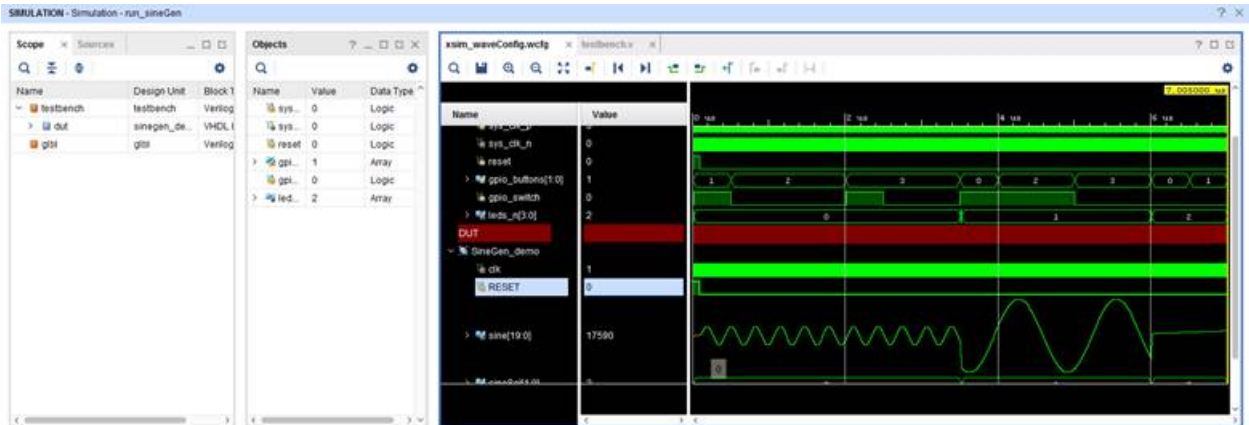 SIMULATION - Simulation - run_sineGen
Scope Sources
Name Design Unit Block T
testbench testbench Verilog
dut sinegen_de... VHDL
glbl glbl Verilog
Objects
Name Value Data Type
sys... 0 Logic
sys... 0 Logic
reset 0 Logic
gpi... 1 Array
gpi... 0 Logic
led... 2 Array
xsim_waveConfig.wcfg testbench.v
7.005000 us
Name Value
0 us 2 us 4 us 6 us
sys_clk_p 0
sys_clk_n 0
reset 0
gpio_buttons[1:0] 1 1 2 3 0 2 3 0 1
gpio_switch 0
leds_n[3:0] 2 0 1 2
DUT
SineGen_demo
clk 1
RESET 0
sine[19:0] 17590
0